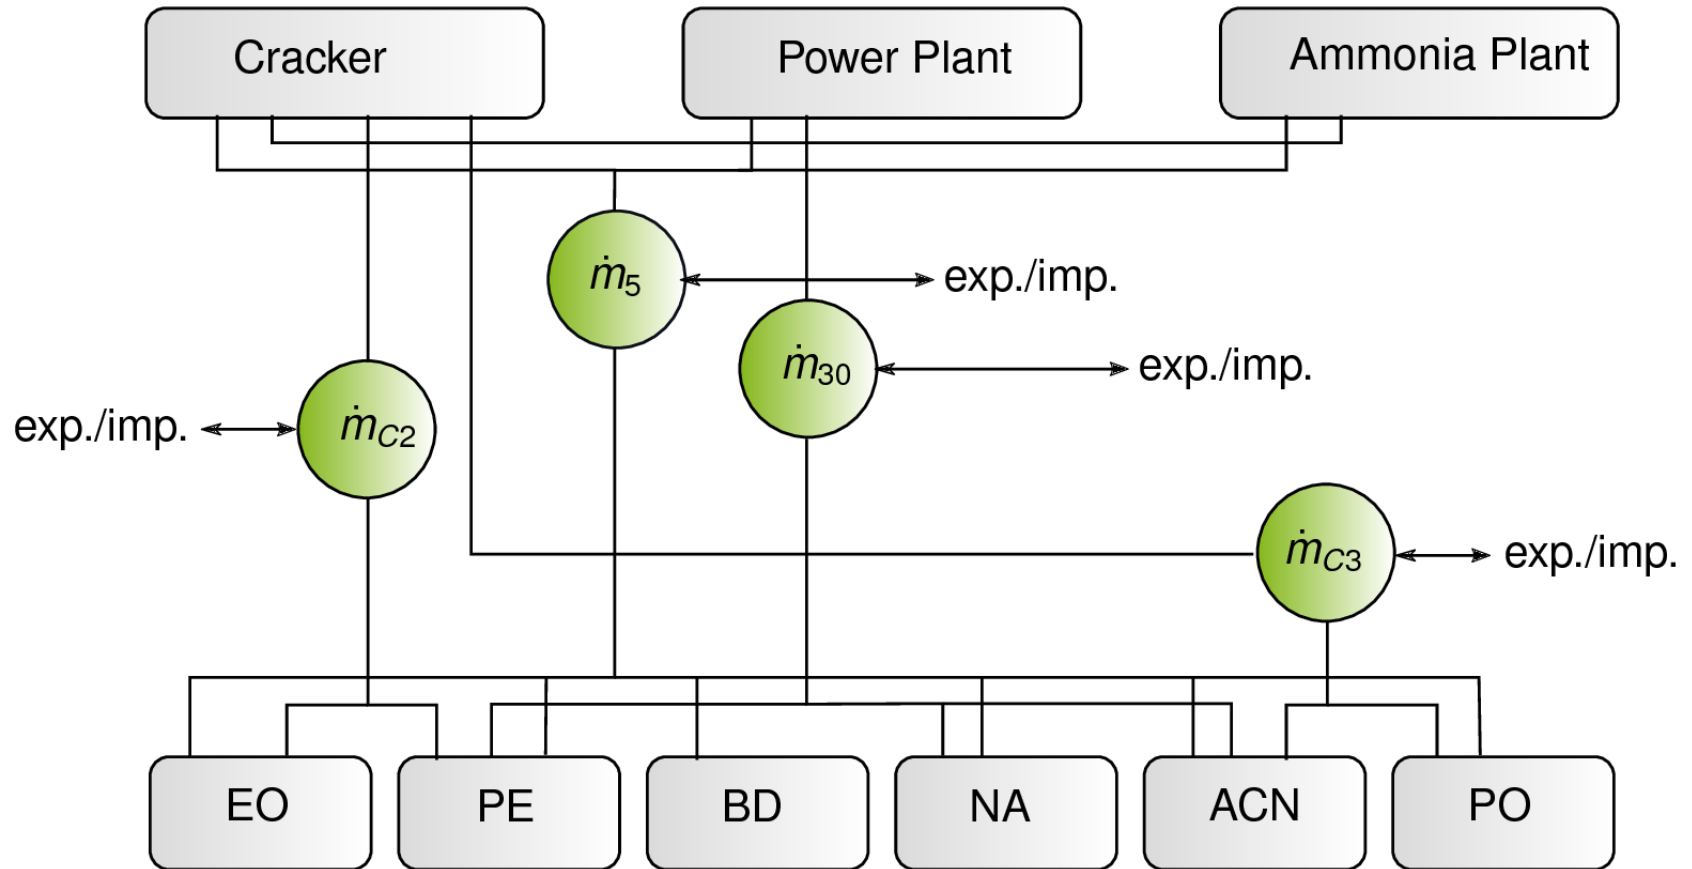 Cracker
Power Plant
Ammonia Plant
ṁ5
exp./imp.
ṁ30
exp./imp.
exp./imp.
ṁC2
ṁC3
exp./imp.
EO
PE
BD
NA
ACN
PO